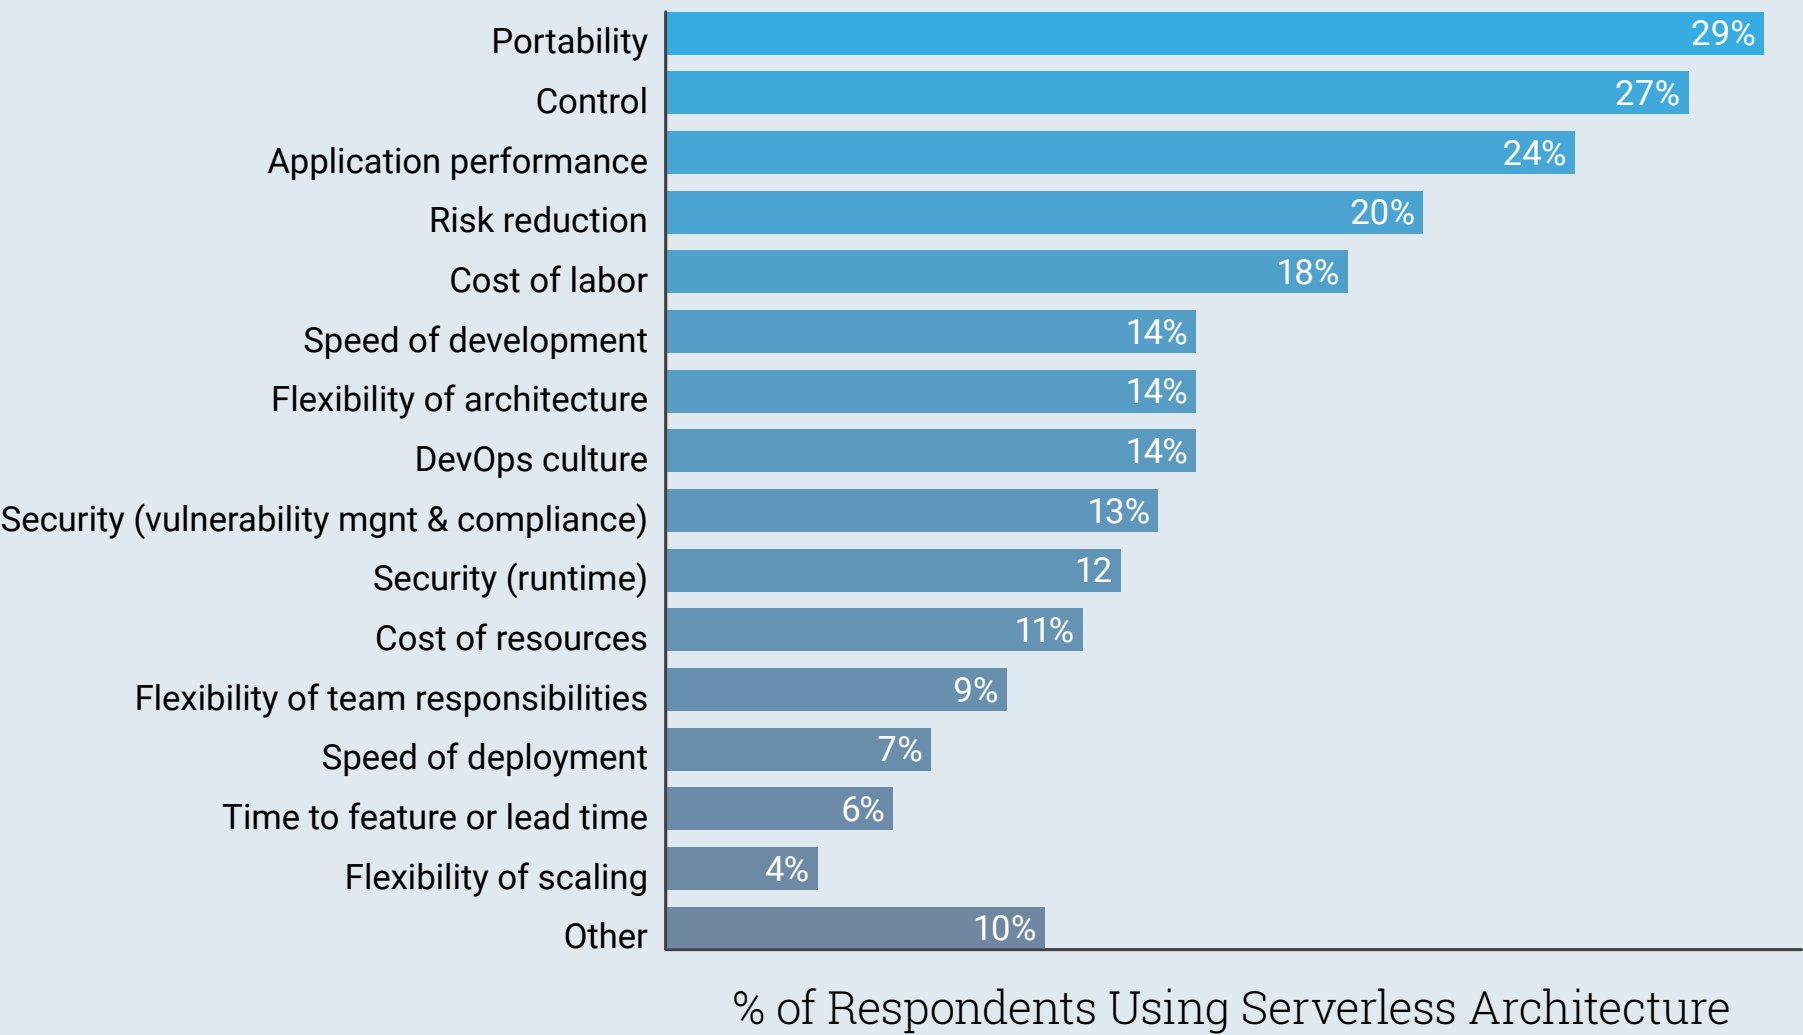 Portability 29%
Control 27%
Application performance 24%
Risk reduction 20%
Cost of labor 18%
Speed of development 14%
Flexibility of architecture 14%
DevOps culture 14%
Security (vulnerability mgnt & compliance) 13%
Security (runtime) 12
Cost of resources 11%
Flexibility of team responsibilities 9%
Speed of deployment 7%
Time to feature or lead time 6%
Flexibility of scaling 4%
Other 10%
% of Respondents Using Serverless Architecture